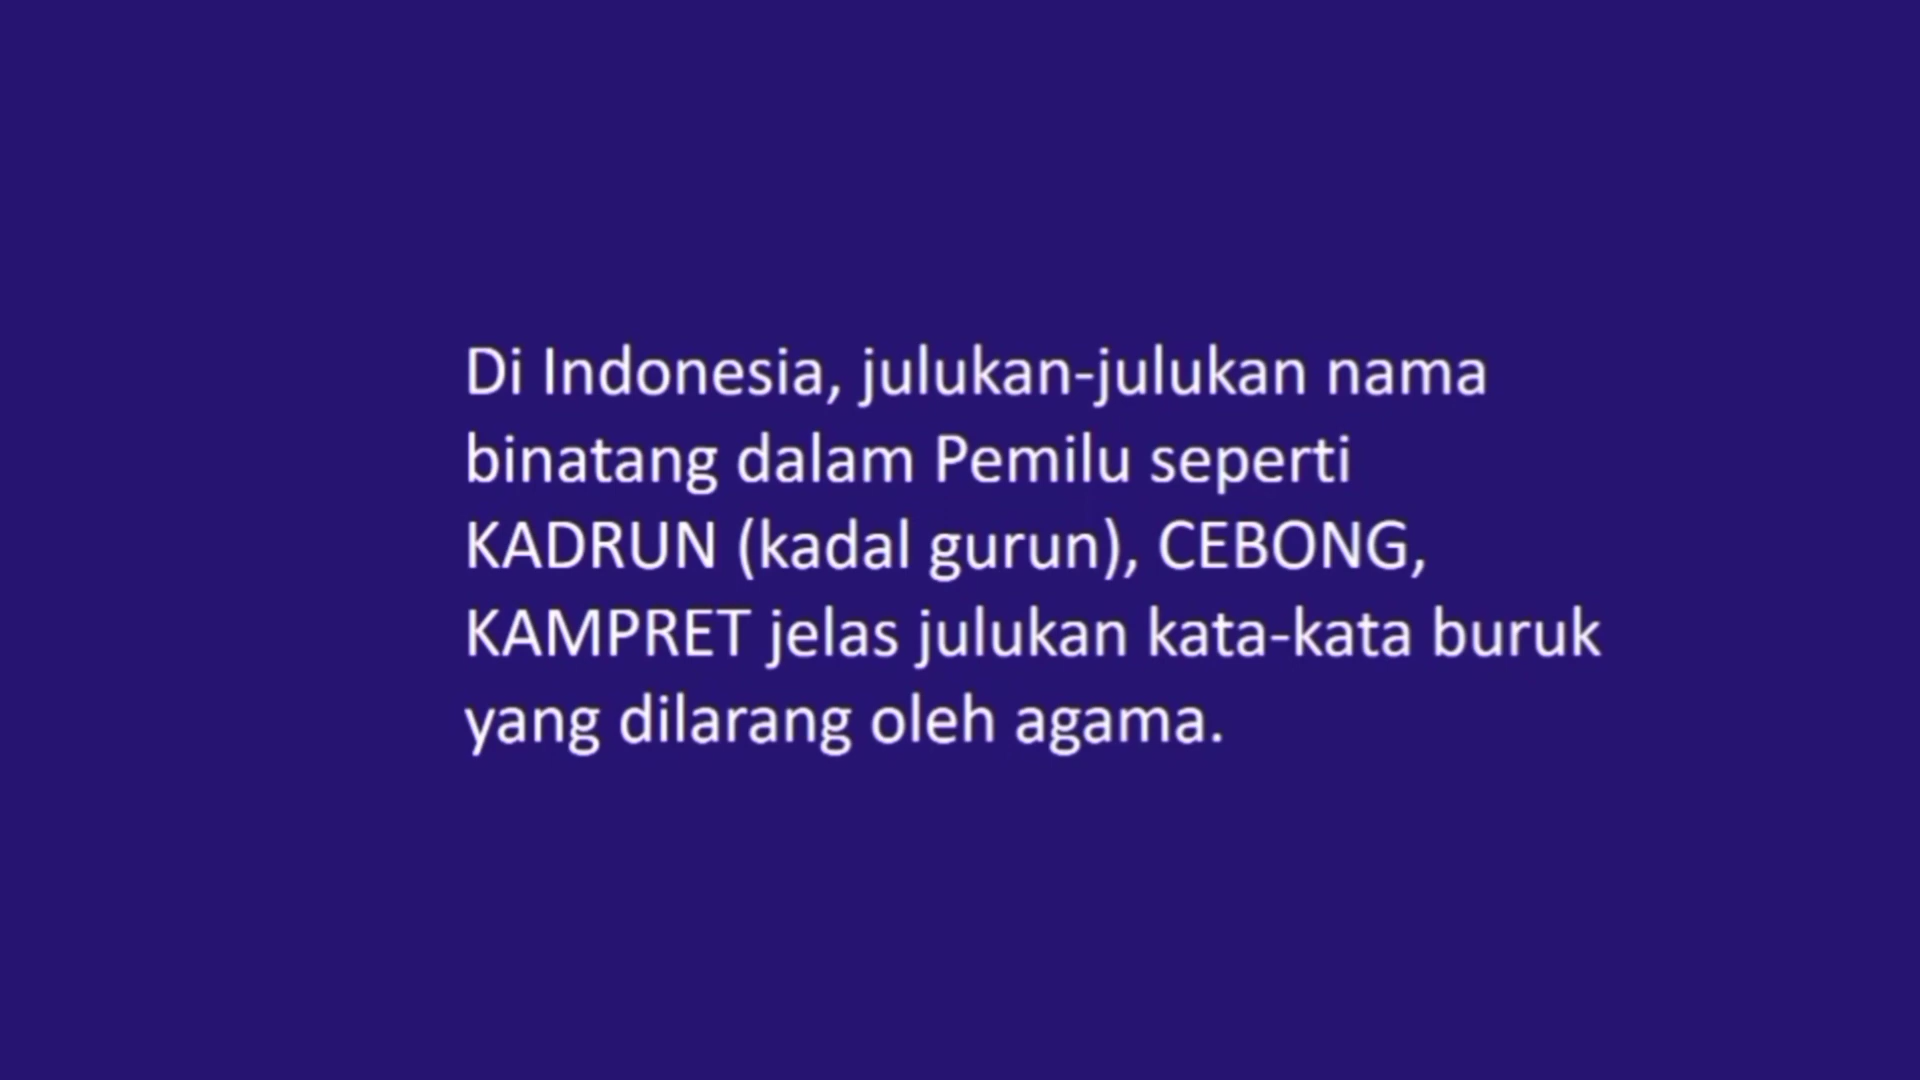 Di Indonesia, julukan-julukan nama
binatang dalam Pemilu seperti
KADRUN (kadal gurun), CEBONG,
KAMPRET jelas julukan kata-kata buruk
yang dilarang oleh agama.